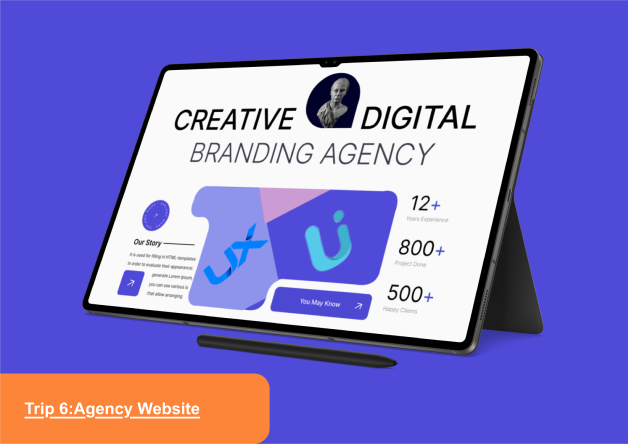 CREATIVE DIGITAL
BRANDING AGENCY
12+
Years Experience
800+
Project Done
500+
Happy Clients
Our Story
It is used for filling in HTML templates
in order to evaluate their appearance:
generate Lorem Ipsum
you can use various is
that allow arranging
UX
Ui
You May Know
Trip 6:Agency Website